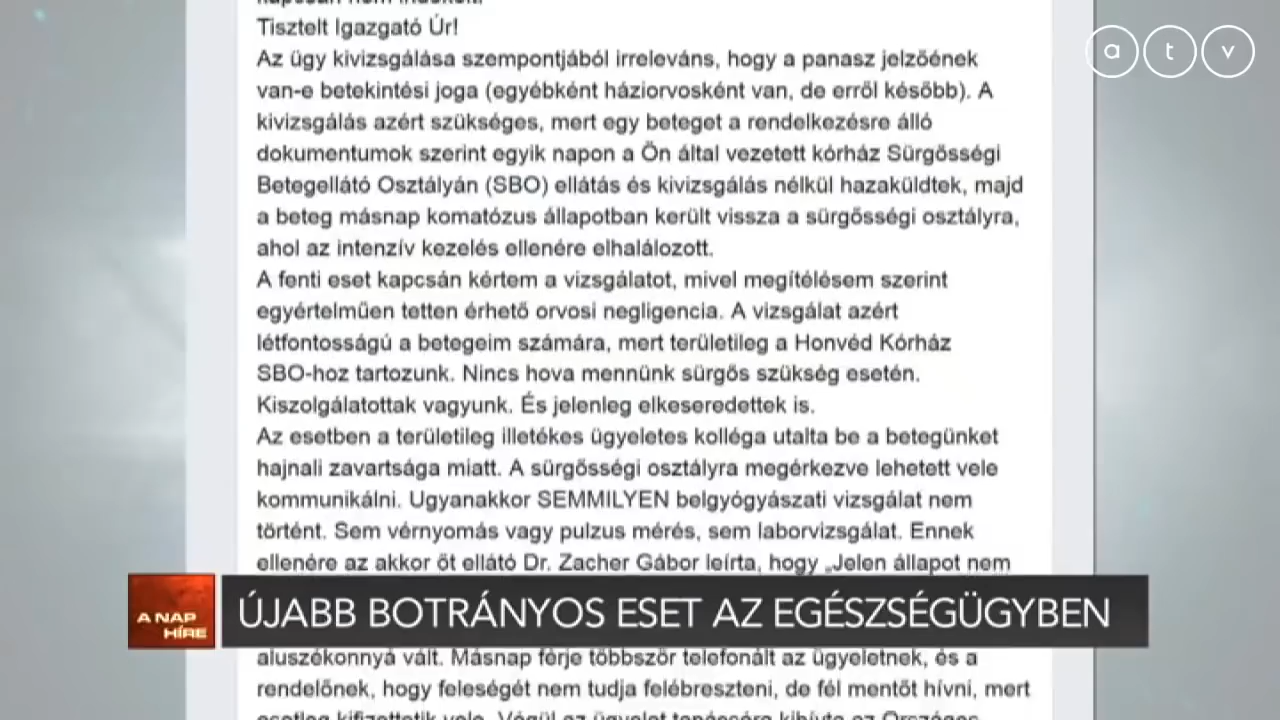 Tisztelt Igazgató Úr!
Az ügy kivizsgálása szempontjából irreleváns, hogy a panasz jelzőének
van-e betekintési joga (egyébként háziorvosként van, de erről később). A
kivizsgálás azért szükséges, mert egy beteget a rendelkezésre álló
dokumentumok szerint egyik napon a Ön által vezetett kórház Sürgősségi
Betegellátó Osztályán (SBO) ellátás és kivizsgálás nélkül hazaküldtek, majd
a beteg másnap komatózus állapotban került vissza a sürgősségi osztályra,
ahol az intenzív kezelés ellenére elhalálozott.
A fenti eset kapcsán kértem a vizsgálatot, mivel megítélésem szerint
egyértelműen tetten érhető orvosi negligencia. A vizsgálat azért
létfontosságú a betegeim számára, mert területileg a Honvéd Kórház
SBO-hoz tartozunk. Nincs hova mennünk sürgős szükség esetén.
Kiszolgálatottak vagyunk. És jelenleg elkeseredettek is.
Az esetben a területileg illetékes ügyeletes kolléga utalta be a betegünket
hajnali zavartsága miatt. A sürgősségi osztályra megérkezve lehetett vele
kommunikálni. Ugyanakkor SEMMILYEN belgyógyászati vizsgálat nem
történt. Sem vérnyomás vagy pulzus mérés, sem laborvizsgálat. Ennek
ellenére az akkor őt ellátó Dr. Zacher Gábor leírta, hogy „Jelen állapot nem
A NAP
HÍRE
ÚJABB BOTRÁNYOS ESET AZ EGÉSZSÉGÜGYBEN
aluszékonnyá vált. Másnap férje többször telefonált az ügyeletnek, és a
rendelőnek, hogy feleségét nem tudja felébreszteni, de fél mentőt hívni, mert
atv